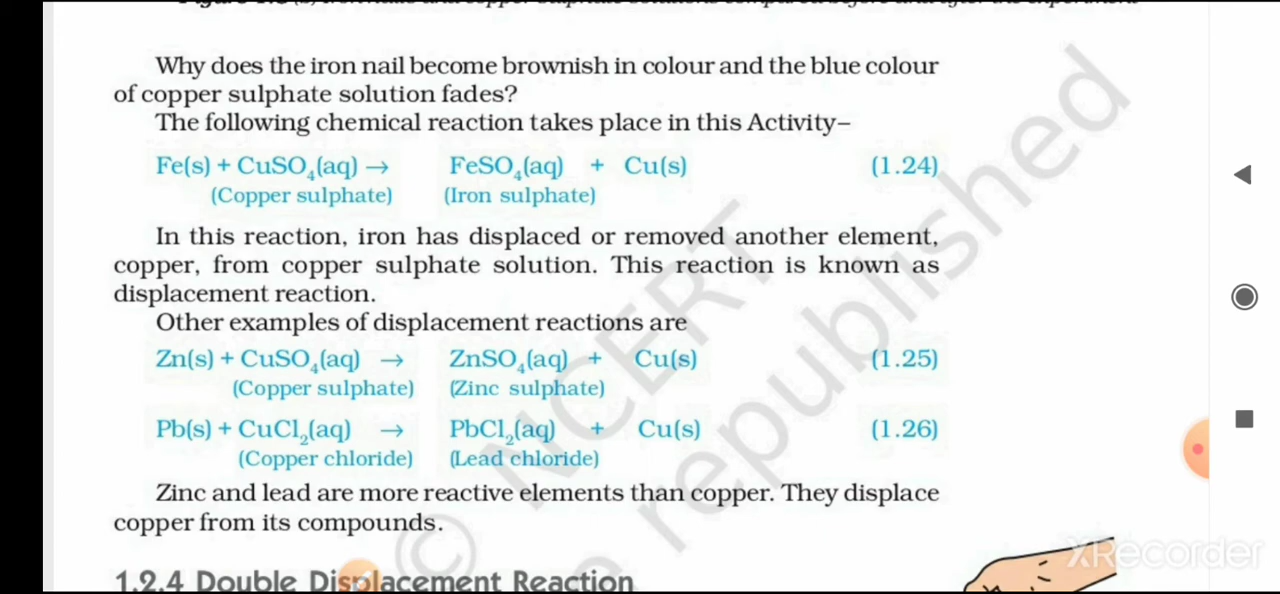 Why does the iron nail become brownish in colour and the blue colour
of copper sulphate solution fades?
The following chemical reaction takes place in this Activity–
Fe(s) + CuSO₄(aq) → FeSO₄(aq) + Cu(s) (1.24)
(Copper sulphate) (Iron sulphate)
In this reaction, iron has displaced or removed another element,
copper, from copper sulphate solution. This reaction is known as
displacement reaction.
Other examples of displacement reactions are
Zn(s) + CuSO₄(aq) → ZnSO₄(aq) + Cu(s) (1.25)
(Copper sulphate) (Zinc sulphate)
Pb(s) + CuCl₂(aq) → PbCl₂(aq) + Cu(s) (1.26)
(Copper chloride) (Lead chloride)
Zinc and lead are more reactive elements than copper. They displace
copper from its compounds.
1.2.4 Double Displacement Reaction
© NCERT
republished
XRecorder